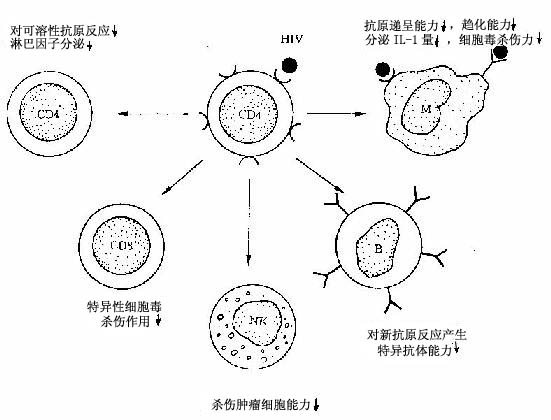 对可溶性抗原反应↓
淋巴因子分泌↓
HIV
抗原递呈能力↓,趋化能力↓
分泌 IL-1 量↓,细胞毒杀伤力↓
CD4
CD4
M
CD8
B
特异性细胞毒
杀伤作用↓
NK
对新抗原反应产生
特异抗体能力↓
杀伤肿瘤细胞能力↓